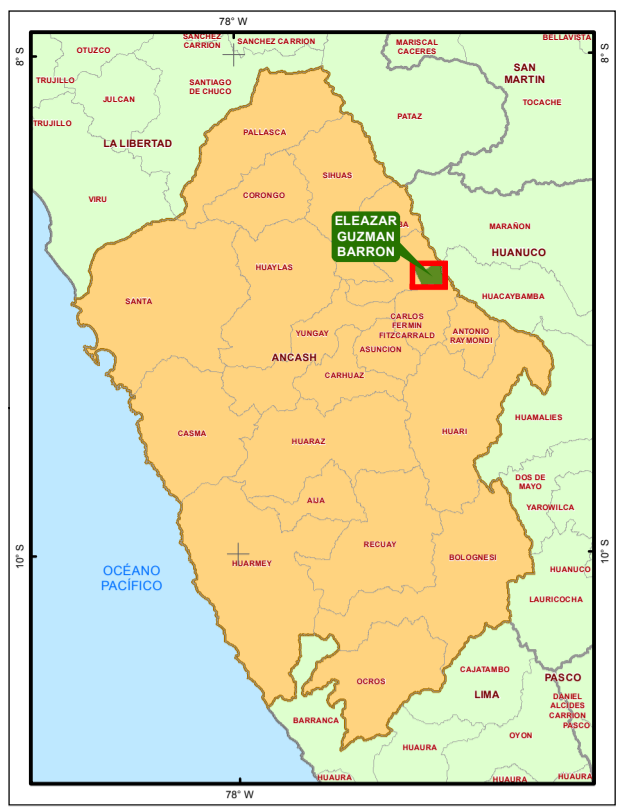 78° W
SANCHEZ
CARRION
SANCHEZ CARRION
BELLAVISTA
OTUZCO
MARISCAL
CACERES
8° S
8° S
SAN
MARTIN
TRUJILLO
SANTIAGO
DE CHUCO
JULCAN
TOCACHE
PATAZ
TRUJILLO
PALLASCA
LA LIBERTAD
SIHUAS
CORONGO
VIRU
ELEAZAR
GUZMAN
BARRON
BA
MARAÑON
HUANUCO
HUAYLAS
SANTA
HUACAYBAMBA
CARLOS
FERMIN
FITZCARRALD
ANTONIO
RAYMONDI
YUNGAY
ASUNCION
ANCASH
CARHUAZ
HUAMALIES
CASMA
HUARI
HUARAZ
DOS DE
MAYO
AIJA
YAROWILCA
RECUAY
10° S
10° S
HUARMEY
BOLOGNESI
OCÉANO
PACÍFICO
HUANUCO
LAURICOCHA
CAJATAMBO
PASCO
OCROS
LIMA
DANIEL
ALCIDES
CARRION
PASCO
BARRANCA
OYON
HUAURA
HUAURA
HUAURA
HUAURA
78° W